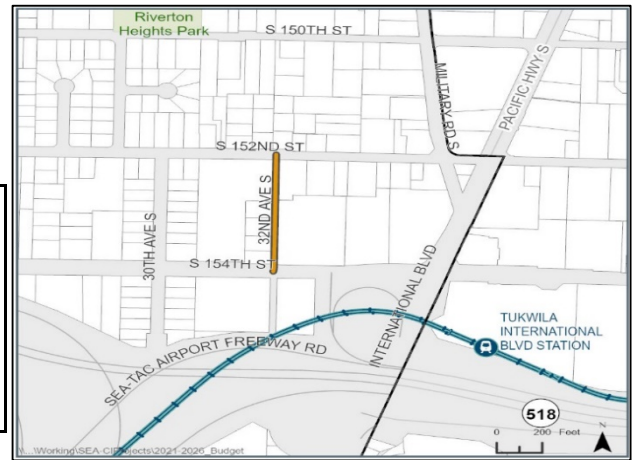 Riverton
Heights Park
S 150TH ST
MILITARY RD S
PACIFIC HWY S
S 152ND ST
32ND AVE S
30TH AVE S
S 154TH ST
INTERNATIONAL BLVD
SEA-TAC AIRPORT FREEWAY RD
TUKWILA
INTERNATIONAL
BLVD STATION
518
0 200 Feet
N